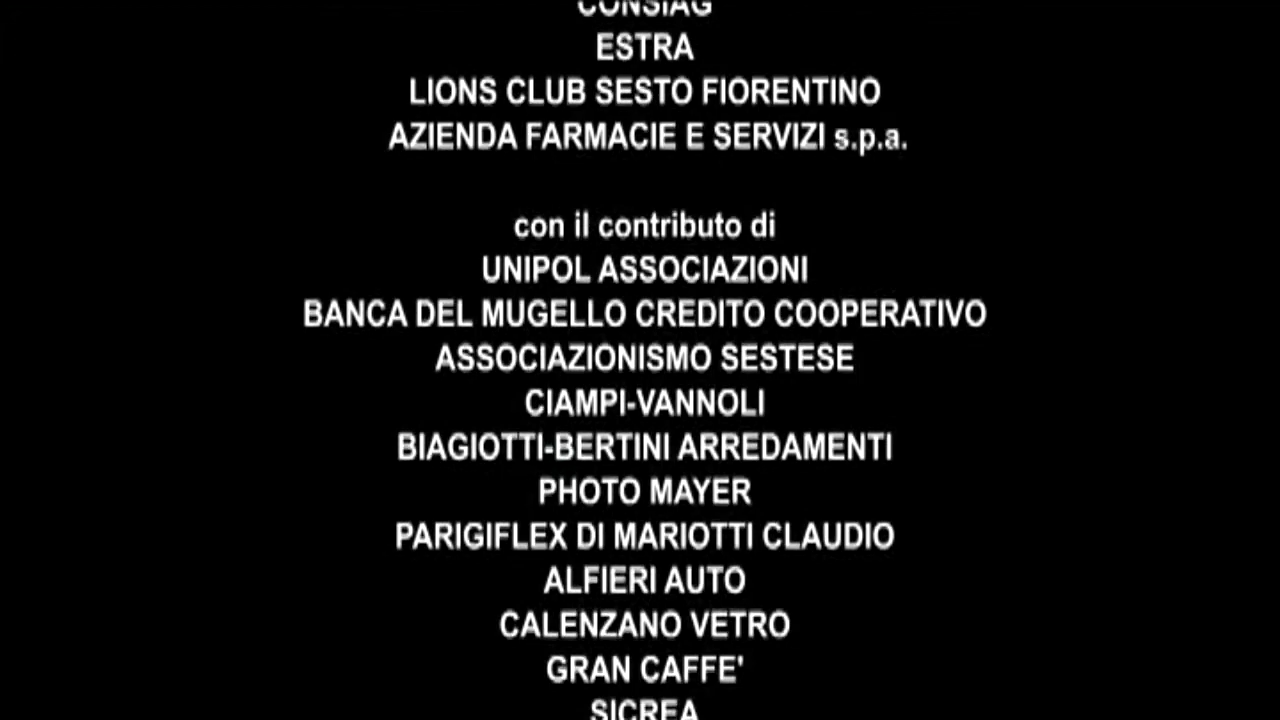 CONSIAG
ESTRA
LIONS CLUB SESTO FIORENTINO
AZIENDA FARMACIE E SERVIZI s.p.a.
con il contributo di
UNIPOL ASSOCIAZIONI
BANCA DEL MUGELLO CREDITO COOPERATIVO
ASSOCIAZIONISMO SESTESE
CIAMPI-VANNOLI
BIAGIOTTI-BERTINI ARREDAMENTI
PHOTO MAYER
PARIGIFLEX DI MARIOTTI CLAUDIO
ALFIERI AUTO
CALENZANO VETRO
GRAN CAFFE'
SICREA